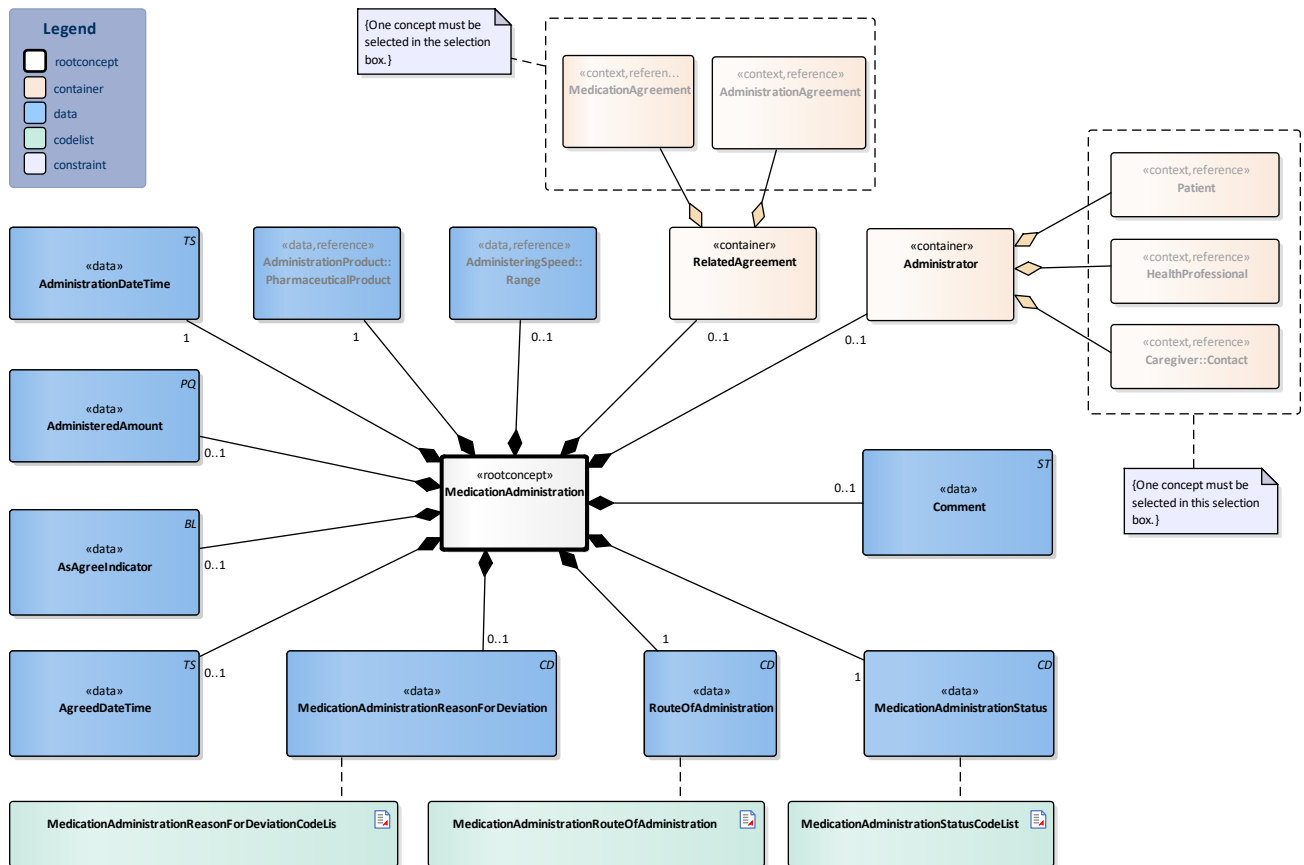 Legend
rootconcept
container
data
codelist
constraint
{One concept must be
selected in the selection
box.}
«context,referen...
MedicationAgreement
«context,reference»
AdministrationAgreement
«context,reference»
Patient
«context,reference»
HealthProfessional
«context,reference»
Caregiver::Contact
{One concept must be
selected in this selection
box.}
TS
«data»
AdministrationDateTime
1
«data,reference»
AdministrationProduct::
PharmaceuticalProduct
1
«data,reference»
AdministeringSpeed::
Range
0..1
«container»
RelatedAgreement
0..1
«container»
Administrator
0..1
PQ
«data»
AdministeredAmount
0..1
«rootconcept»
MedicationAdministration
ST
«data»
Comment
0..1
BL
«data»
AsAgreeIndicator
0..1
TS
«data»
AgreedDateTime
0..1
CD
«data»
MedicationAdministrationReasonForDeviation
0..1
CD
«data»
RouteOfAdministration
1
CD
«data»
MedicationAdministrationStatus
1
MedicationAdministrationReasonForDeviationCodeLis
MedicationAdministrationRouteOfAdministration
MedicationAdministrationStatusCodeList